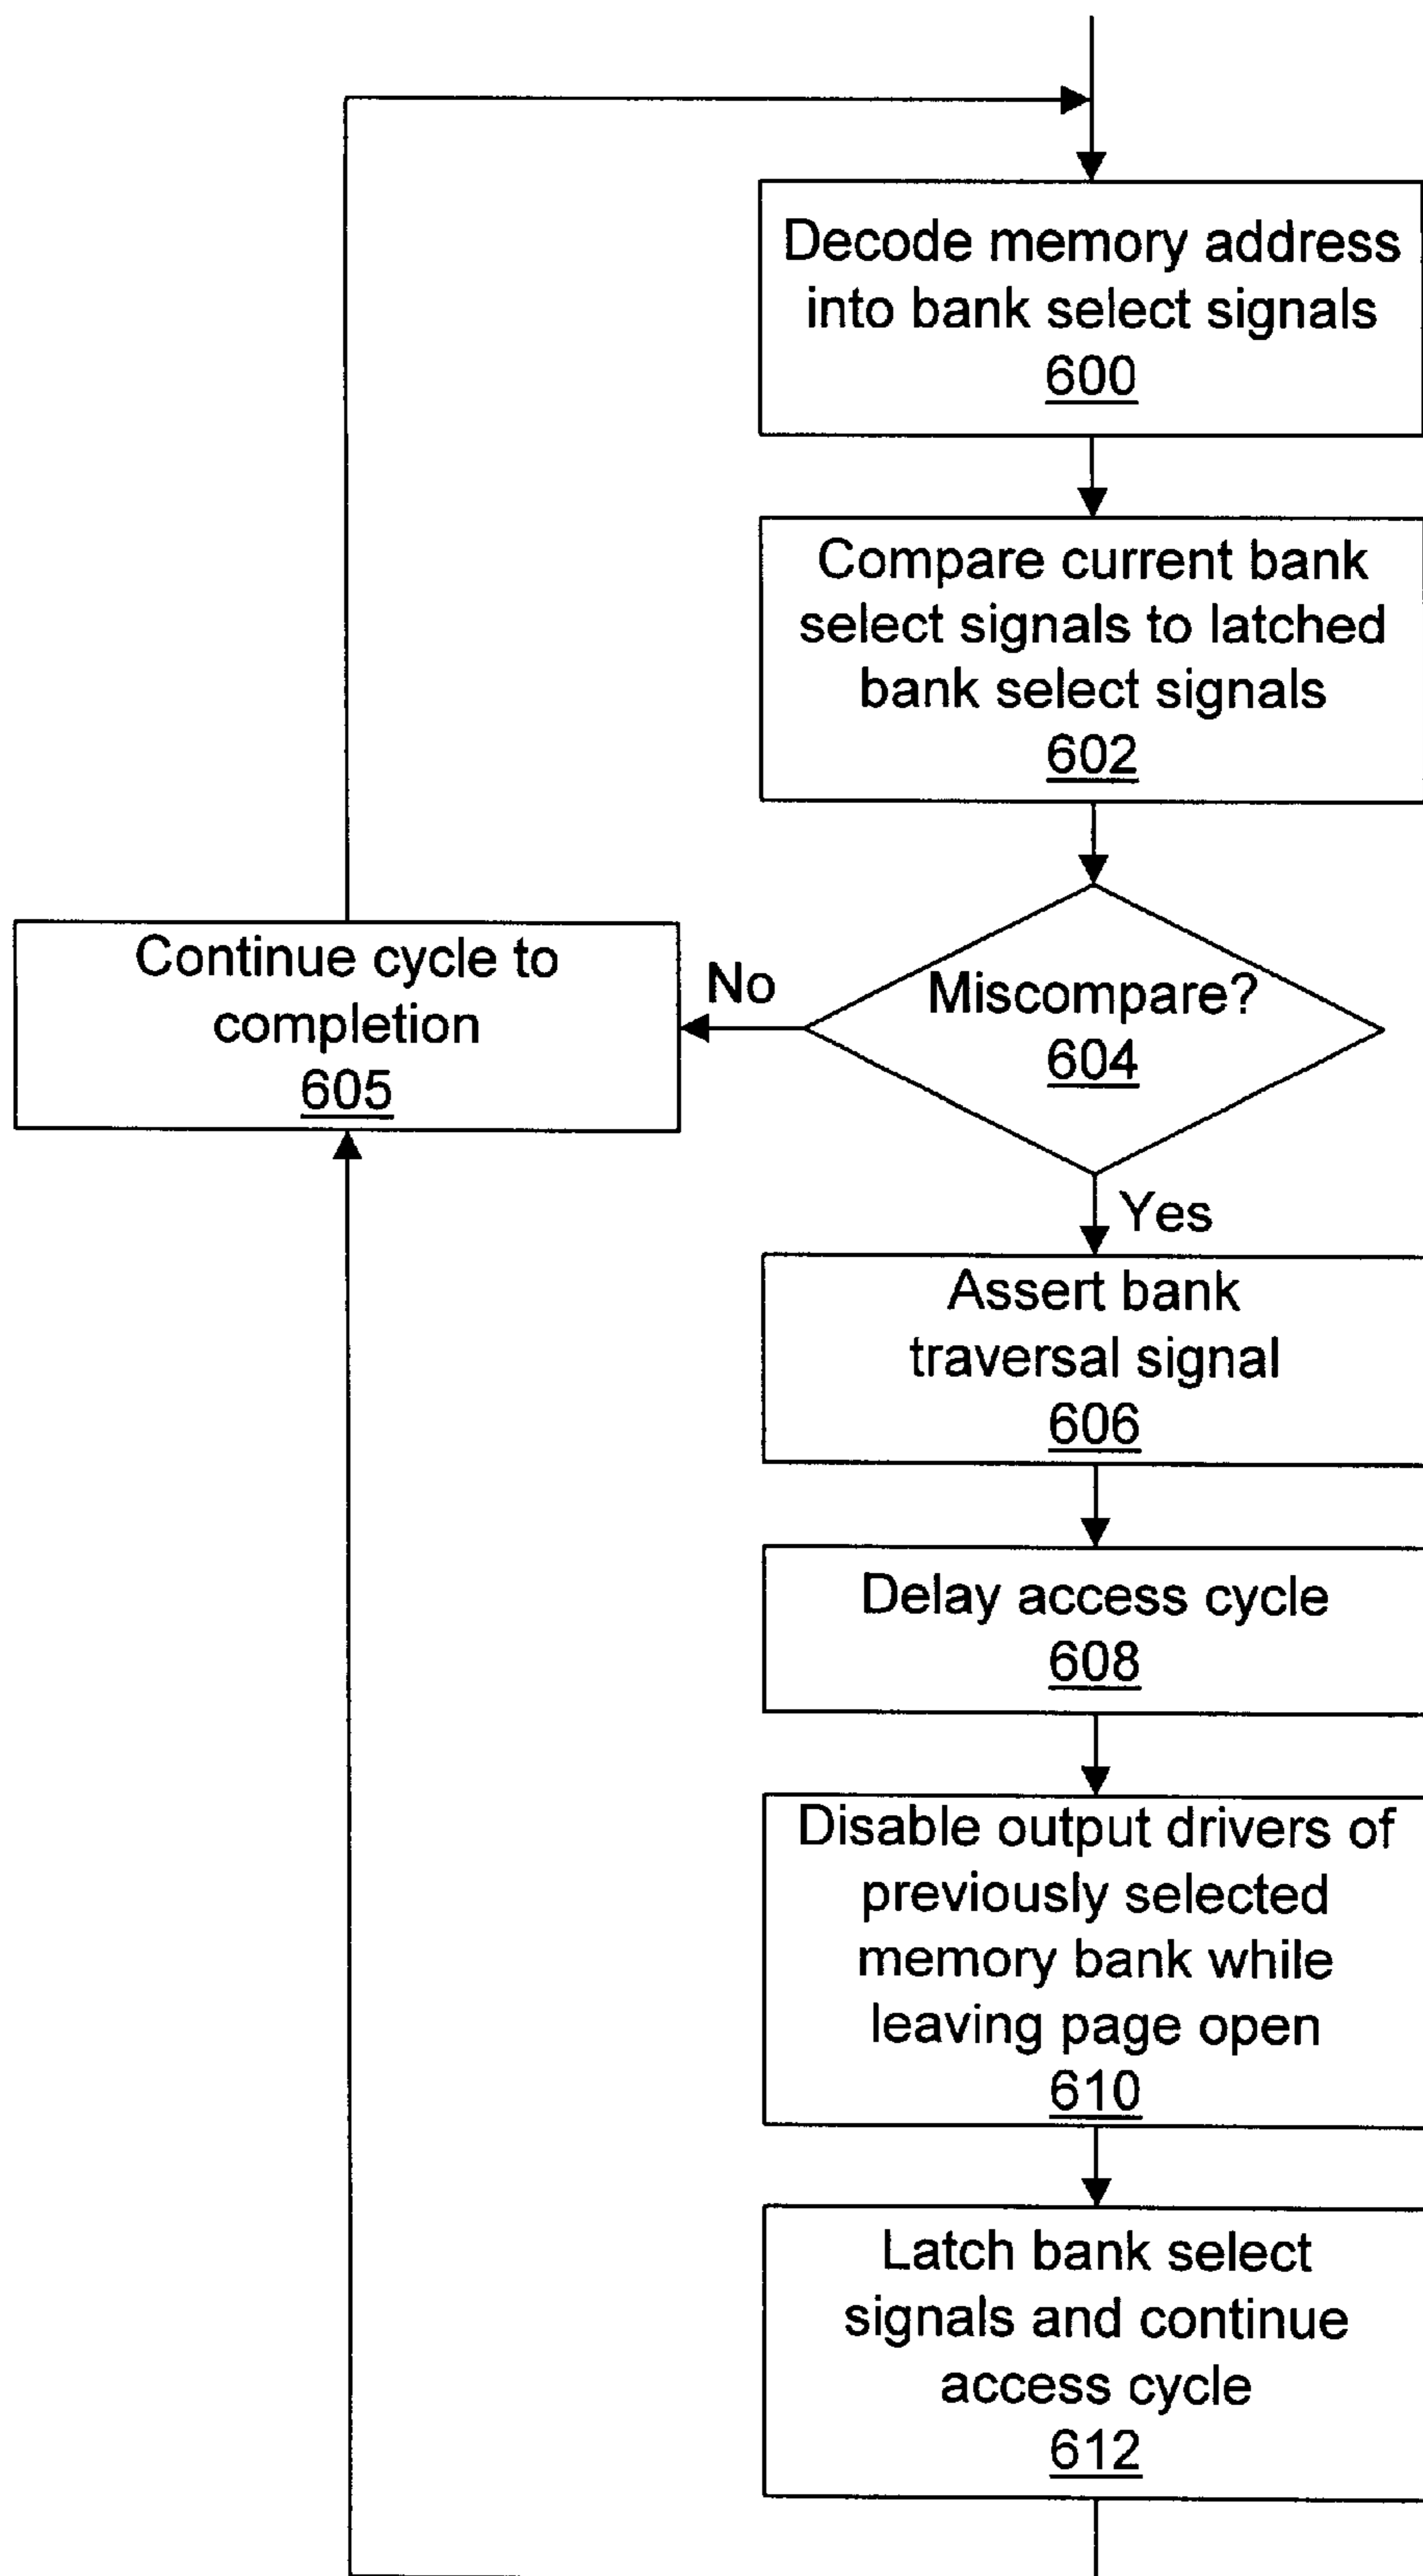 Decode memory address
into bank select signals
600
Compare current bank
select signals to latched
bank select signals
602
Miscompare?
604
No
Continue cycle to
completion
605
Yes
Assert bank
traversal signal
606
Delay access cycle
608
Disable output drivers of
previously selected
memory bank while
leaving page open
610
Latch bank select
signals and continue
access cycle
612